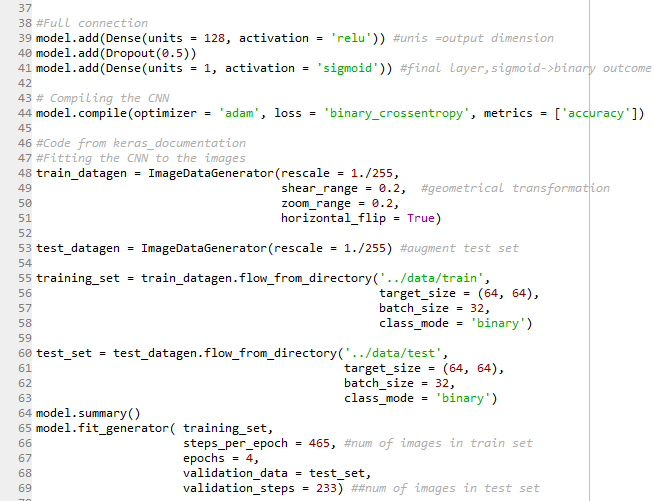 37
38 #Full connection
39 model.add(Dense(units = 128, activation = 'relu')) #unis =output dimension
40 model.add(Dropout(0.5))
41 model.add(Dense(units = 1, activation = 'sigmoid')) #final layer,sigmoid->binary outcome
42
43 # Compiling the CNN
44 model.compile(optimizer = 'adam', loss = 'binary_crossentropy', metrics = ['accuracy'])
45
46 #Code from keras_documentation
47 #Fitting the CNN to the images
48 train_datagen = ImageDataGenerator(rescale = 1./255,
49 shear_range = 0.2,  #geometrical transformation
50 zoom_range = 0.2,
51 horizontal_flip = True)
52
53 test_datagen = ImageDataGenerator(rescale = 1./255) #augment test set
54
55 training_set = train_datagen.flow_from_directory('../data/train',
56 target_size = (64, 64),
57 batch_size = 32,
58 class_mode = 'binary')
59
60 test_set = test_datagen.flow_from_directory('../data/test',
61 target_size = (64, 64),
62 batch_size = 32,
63 class_mode = 'binary')
64 model.summary()
65 model.fit_generator( training_set,
66 steps_per_epoch = 465, #num of images in train set
67 epochs = 4,
68 validation_data = test_set,
69 validation_steps = 233) ##num of images in test set